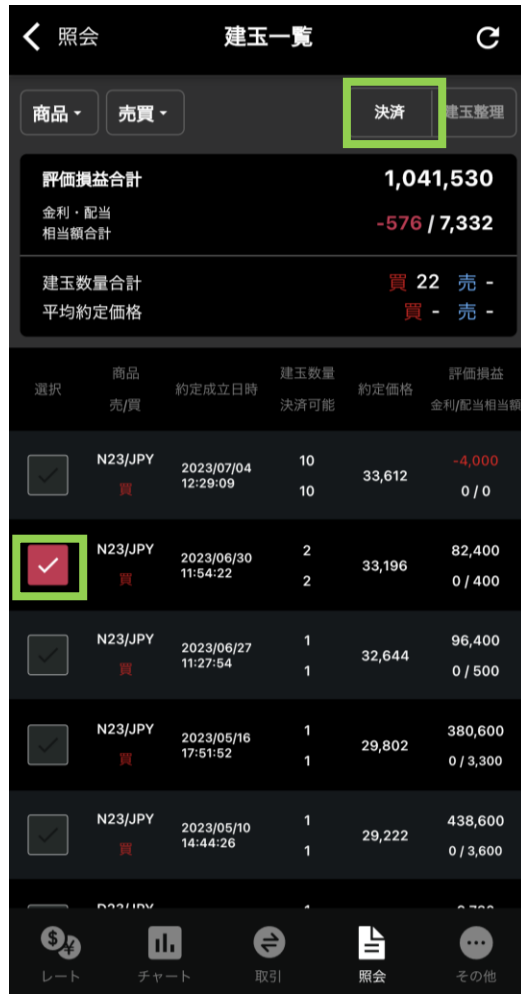 照会 建玉一覧
商品 売買 決済 建玉整理
評価損益合計 1,041,530
金利・配当
相当額合計 -576 / 7,332
建玉数量合計 買 22 売 -
平均約定価格 買 - 売 -
選択 商品 約定成立日時 建玉数量 約定価格 評価損益
売/買 決済可能 金利/配当相当額
N23/JPY 2023/07/04 10 33,612 -4,000
買 12:29:09 10 0 / 0
N23/JPY 2023/06/30 2 33,196 82,400
買 11:54:22 2 0 / 400
N23/JPY 2023/06/27 1 32,644 96,400
買 11:27:54 1 0 / 500
N23/JPY 2023/05/16 1 29,802 380,600
買 17:51:52 1 0 / 3,300
N23/JPY 2023/05/10 1 29,222 438,600
買 14:44:26 1 0 / 3,600
レート チャート 取引 照会 その他